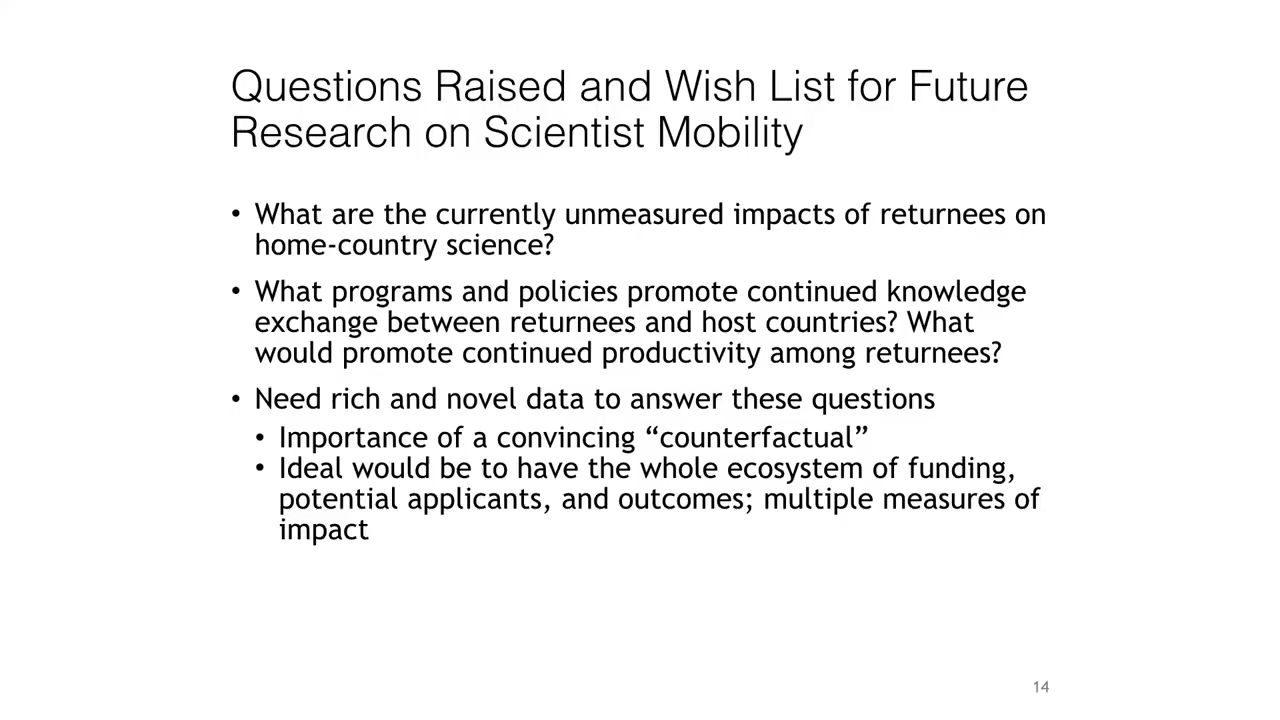 Questions Raised and Wish List for Future
Research on Scientist Mobility
• What are the currently unmeasured impacts of returnees on
home-country science?
• What programs and policies promote continued knowledge
exchange between returnees and host countries? What
would promote continued productivity among returnees?
• Need rich and novel data to answer these questions
• Importance of a convincing “counterfactual”
• Ideal would be to have the whole ecosystem of funding,
potential applicants, and outcomes; multiple measures of
impact
14